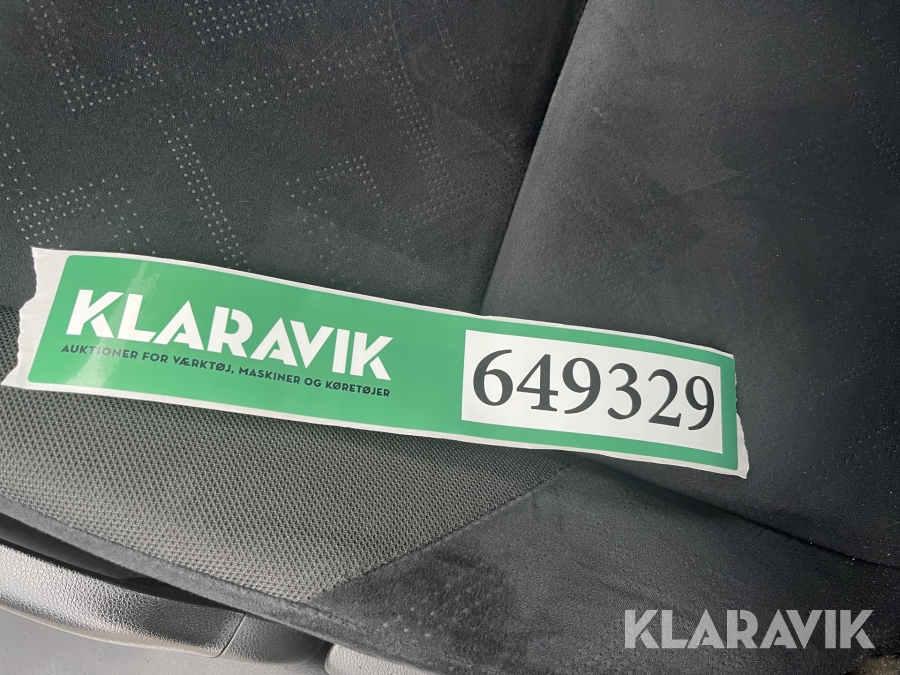 KLARAVIK
AUKTIONER FOR VÆRKTØJ, MASKINER OG KØRETØJER
649329
KLARAVIK